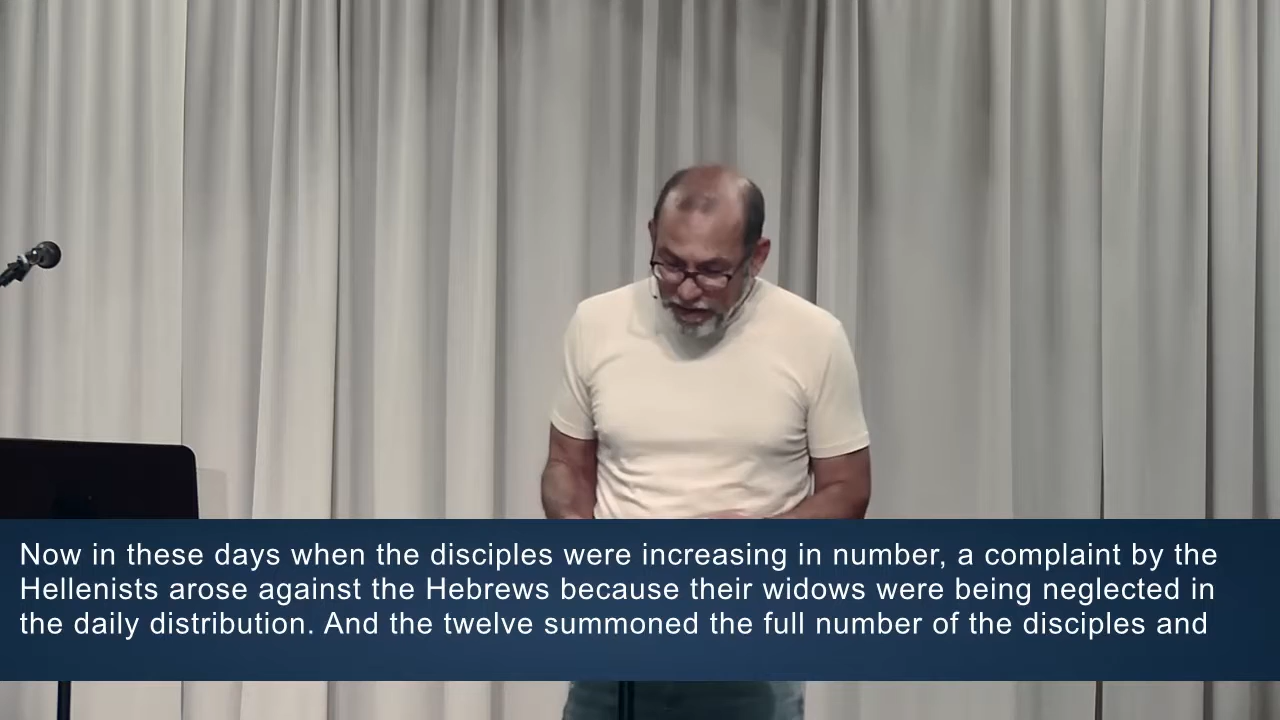 Now in these days when the disciples were increasing in number, a complaint by the
Hellenists arose against the Hebrews because their widows were being neglected in
the daily distribution. And the twelve summoned the full number of the disciples and